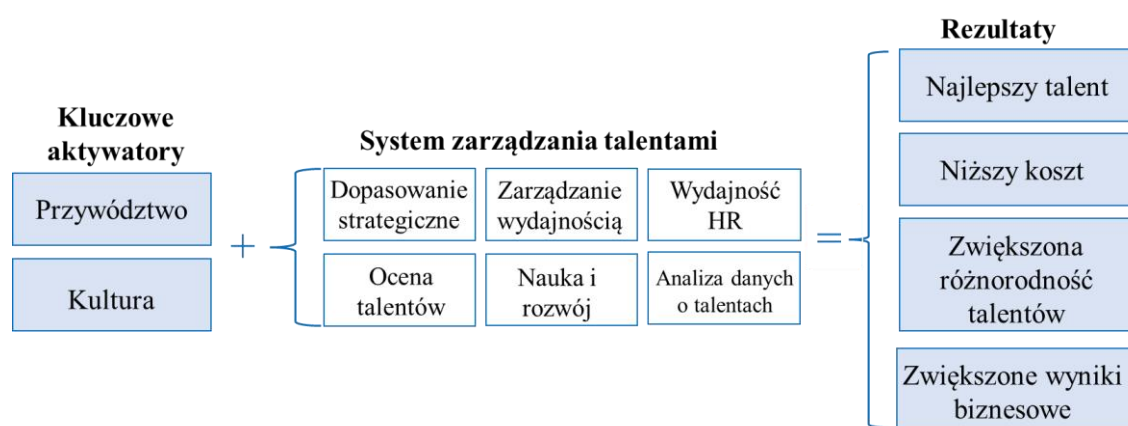 Kluczowe
aktywatory
Przywództwo
Kultura
+
System zarządzania talentami
Dopasowanie
strategiczne
Zarządzanie
wydajnością
Wydajność
HR
Ocena
talentów
Nauka i
rozwój
Analiza danych
o talentach
=
Rezultaty
Najlepszy talent
Niższy koszt
Zwiększona
różnorodność
talentów
Zwiększone wyniki
biznesowe